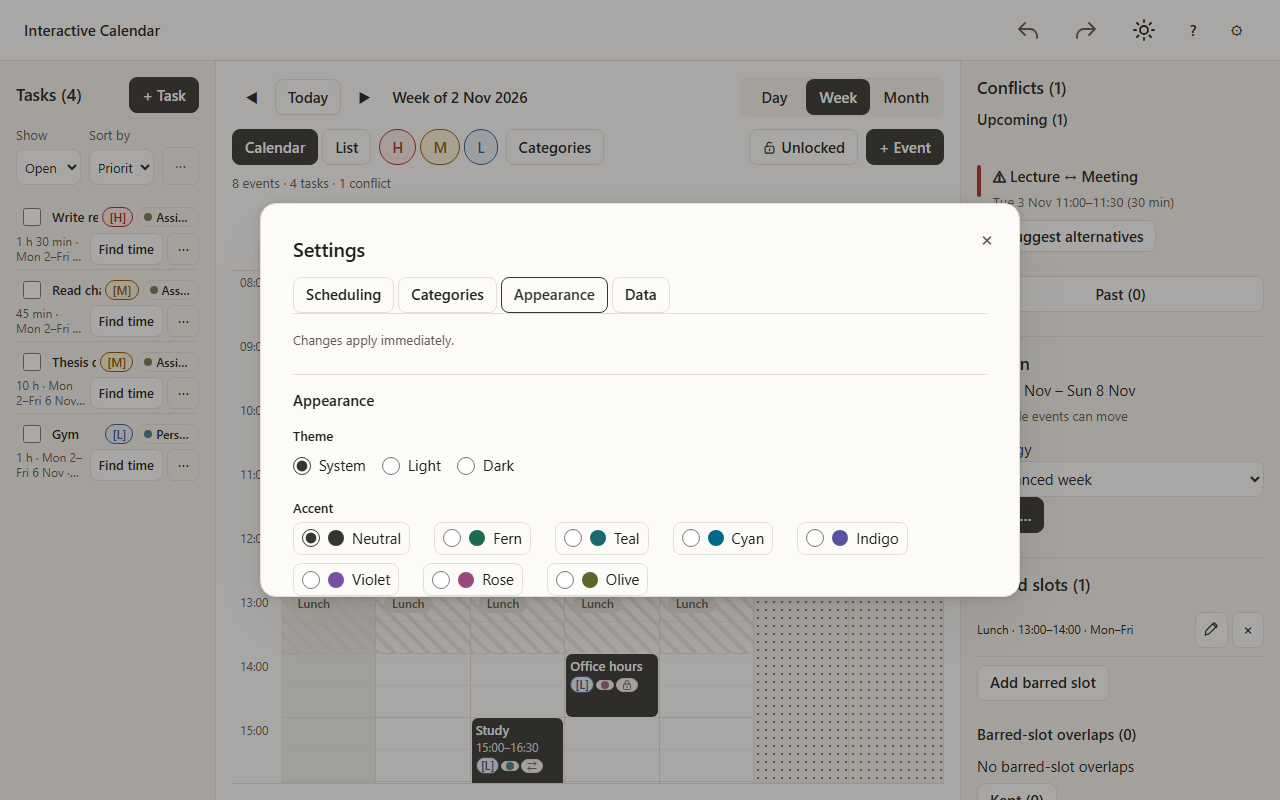 Interactive Calendar
?
Tasks (4)
+ Task
Show
Sort by
Open
Priorit
...
Write re [H] Assi...
1 h 30 min ·
Mon 2–Fri ...
Find time
...
Read cha [M] Ass...
45 min ·
Mon 2–Fri ...
Find time
...
Thesis c [M] Assi...
10 h · Mon
2–Fri 6 Nov...
Find time
...
Gym [L] Pers...
1 h · Mon 2–
Fri 6 Nov ·...
Find time
...
◀ Today ▶ Week of 2 Nov 2026
Day Week Month
Calendar List H M L Categories
Unlocked + Event
8 events · 4 tasks · 1 conflict
08:0
09:0
10:0
11:0
12:0
13:00
14:00
15:00
Settings
×
Scheduling Categories Appearance Data
Changes apply immediately.
Appearance
Theme
System Light Dark
Accent
Neutral Fern Teal Cyan Indigo
Violet Rose Olive
Lunch Lunch Lunch Lunch Lunch
Office hours
[L]
Study
15:00–16:30
[L]
Conflicts (1)
Upcoming (1)
⚠ Lecture ↔ Meeting
Tue 3 Nov 11:00–11:30 (30 min)
uggest alternatives
Past (0)
n
Nov – Sun 8 Nov
le events can move
gy
nced week
...
d slots (1)
Lunch · 13:00–14:00 · Mon–Fri
×
Add barred slot
Barred-slot overlaps (0)
No barred-slot overlaps
Kept (0)